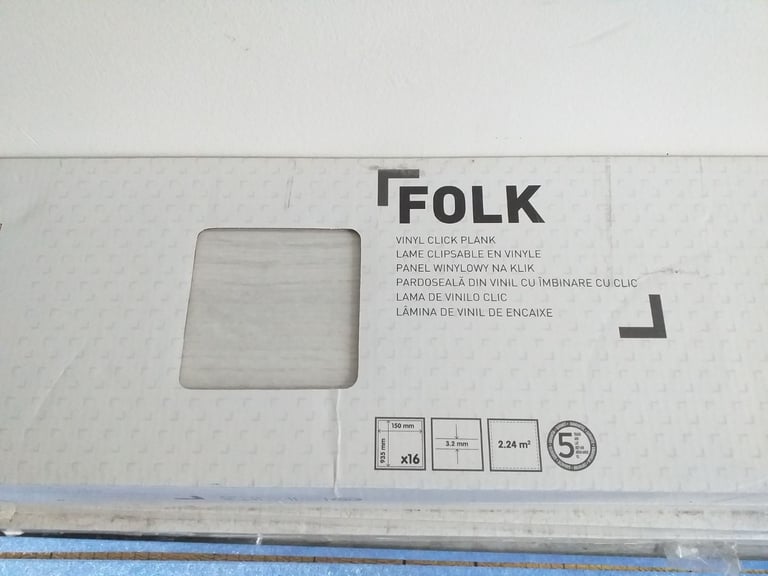 FOLK
VINYL CLICK PLANK
LAME CLIPSABLE EN VINYLE
PANEL WINYLOWY NA KLIK
PARDOSEALĂ DIN VINIL CU ÎMBINARE CU CLIC
LAMA DE VINILO CLIC
LÂMINA DE VINIL DE ENCAIXE
150 mm
935 mm
x16
3.2 mm
2.24 m²
5